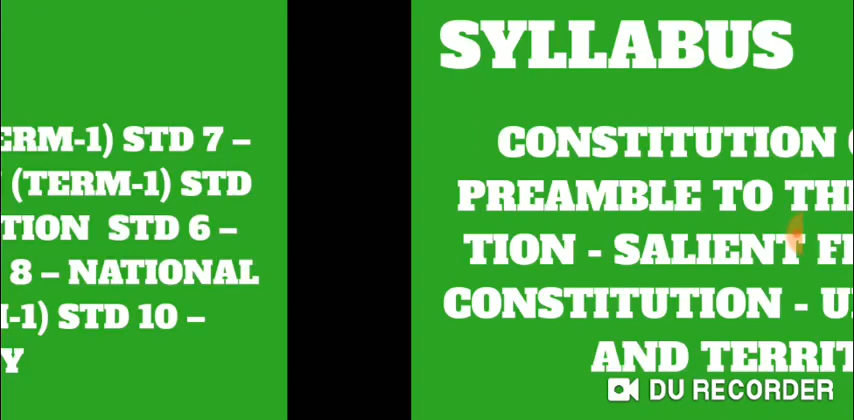 ERM-1) STD 7 –
(TERM-1) STD
TION STD 6 –
8 – NATIONAL
-1) STD 10 –
Y
SYLLABUS
CONSTITUTION
PREAMBLE TO TH
TION - SALIENT F
CONSTITUTION - U
AND TERRIT
DU RECORDER